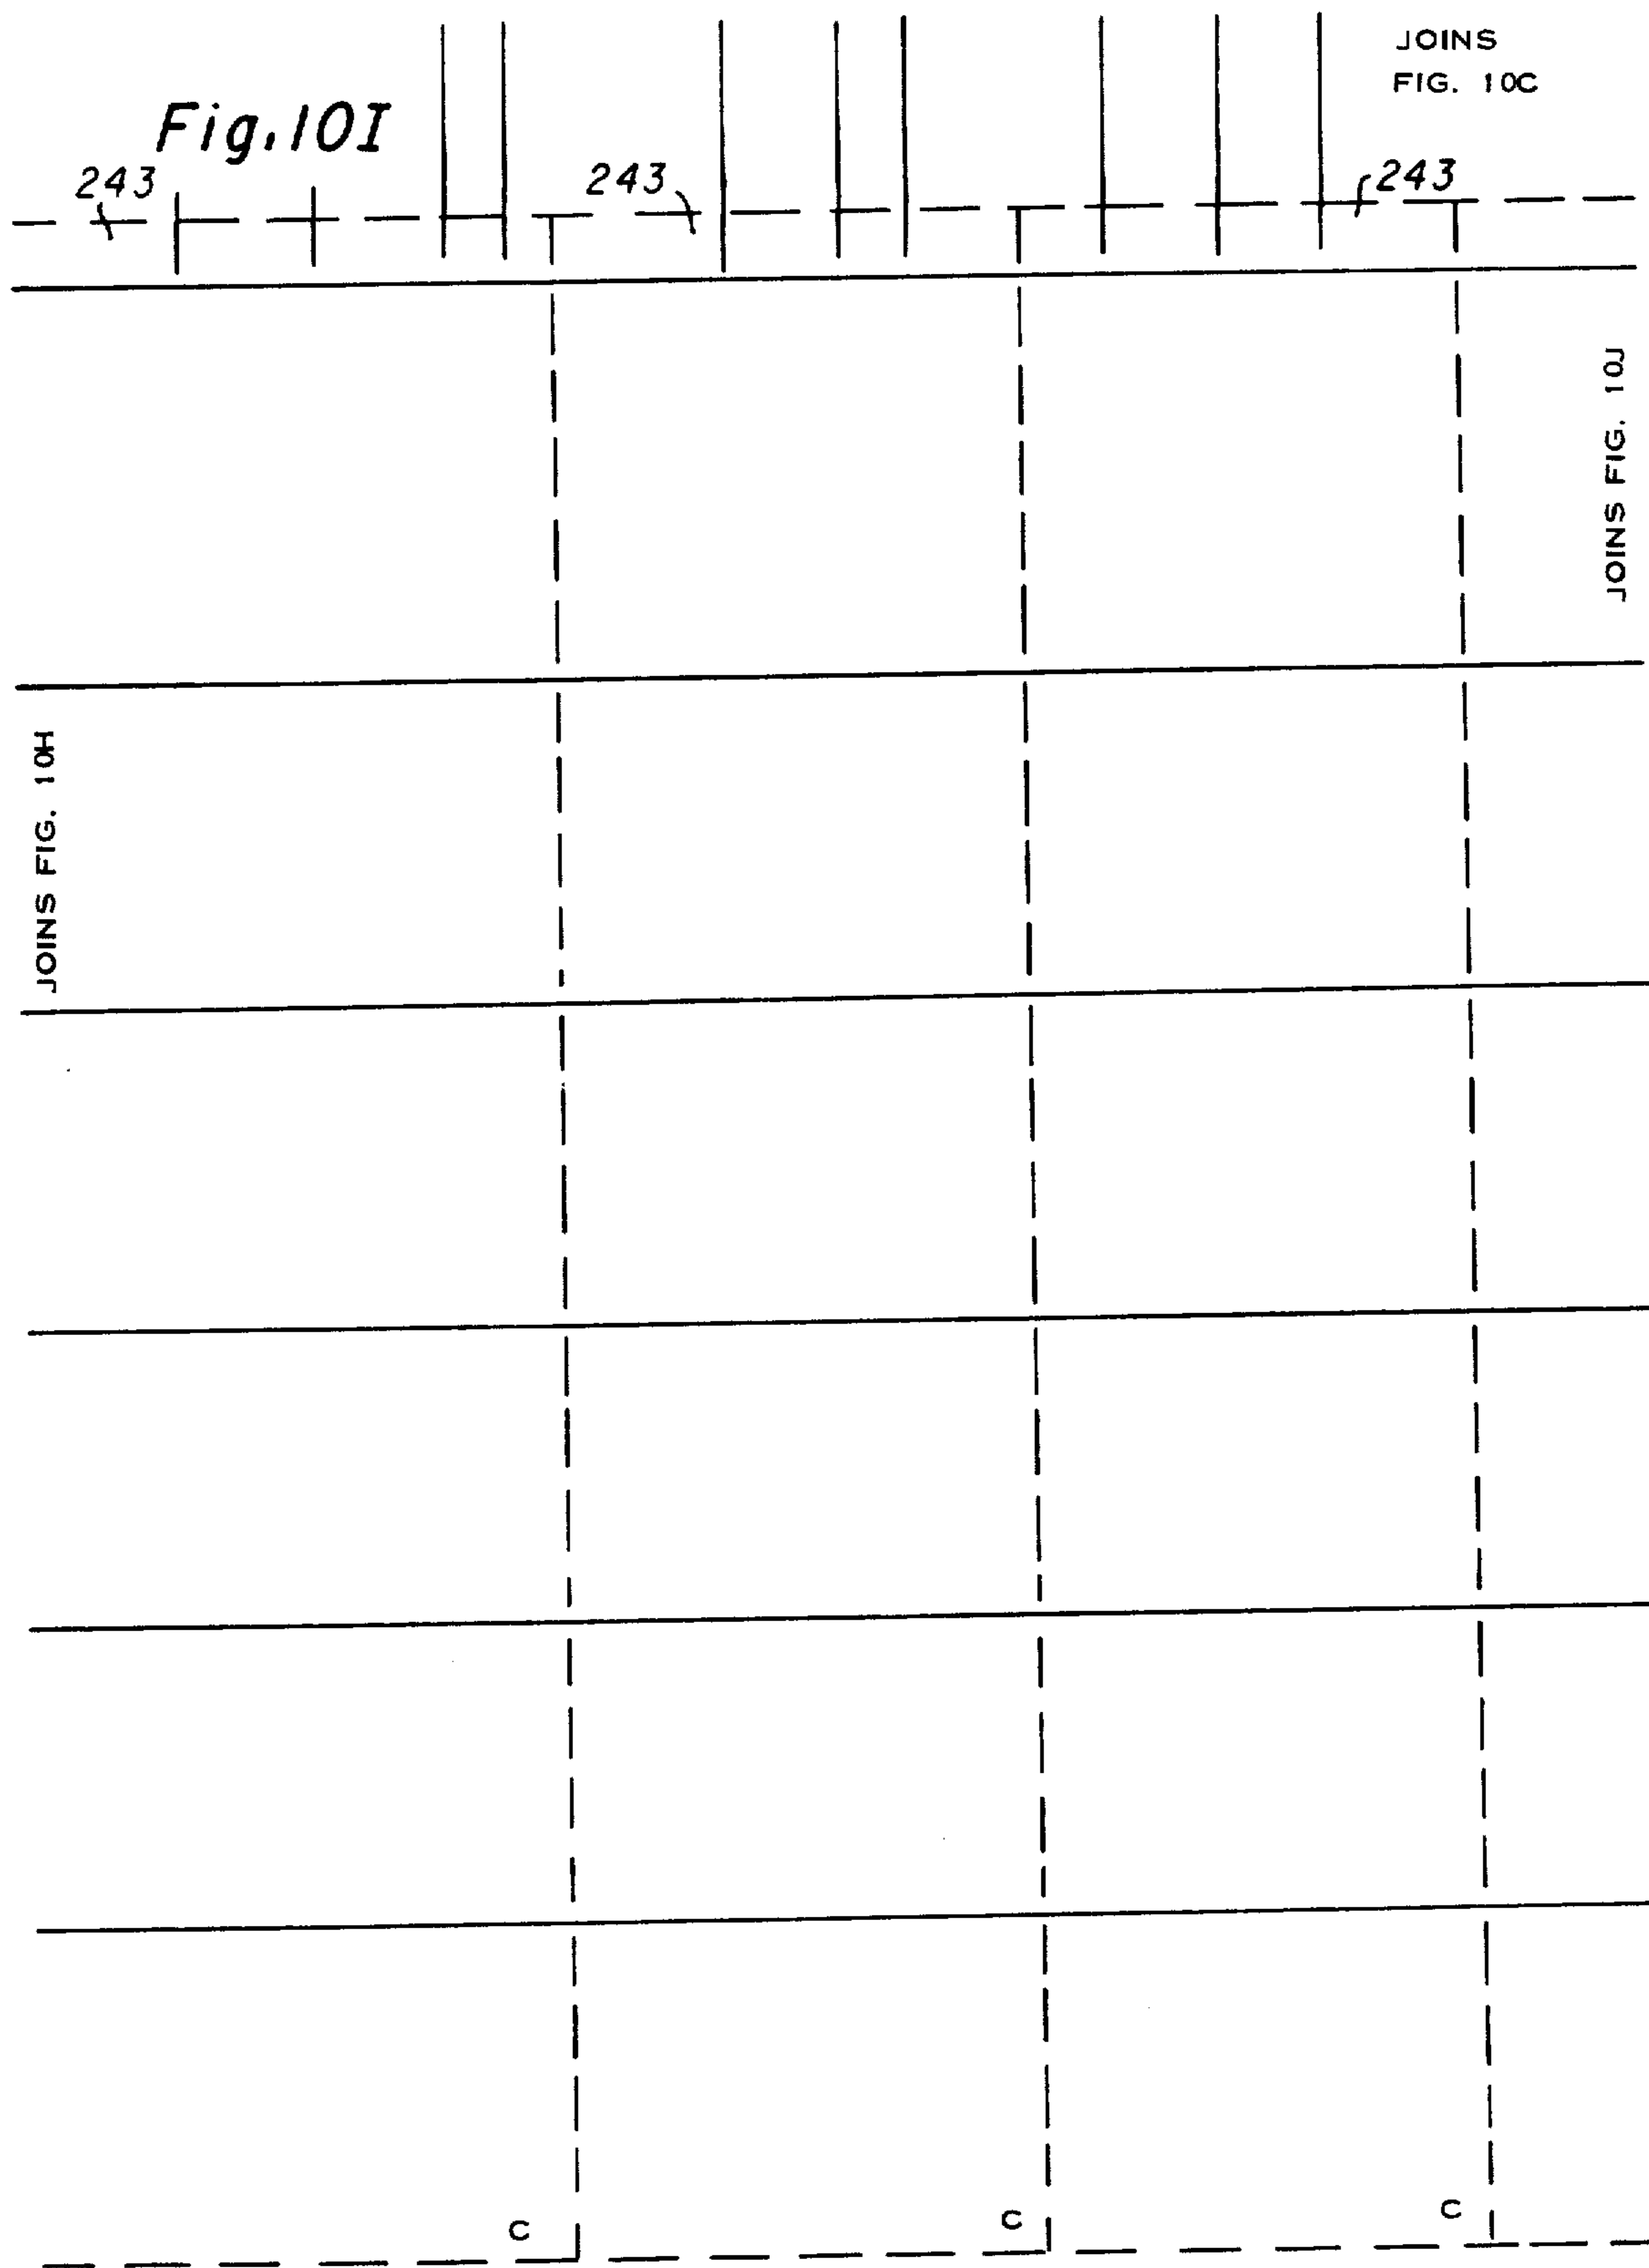 JOINS
FIG. 10C
Fig. 10I
243 243 243
JOINS FIG. 10J
JOINS FIG. 10H
C C C